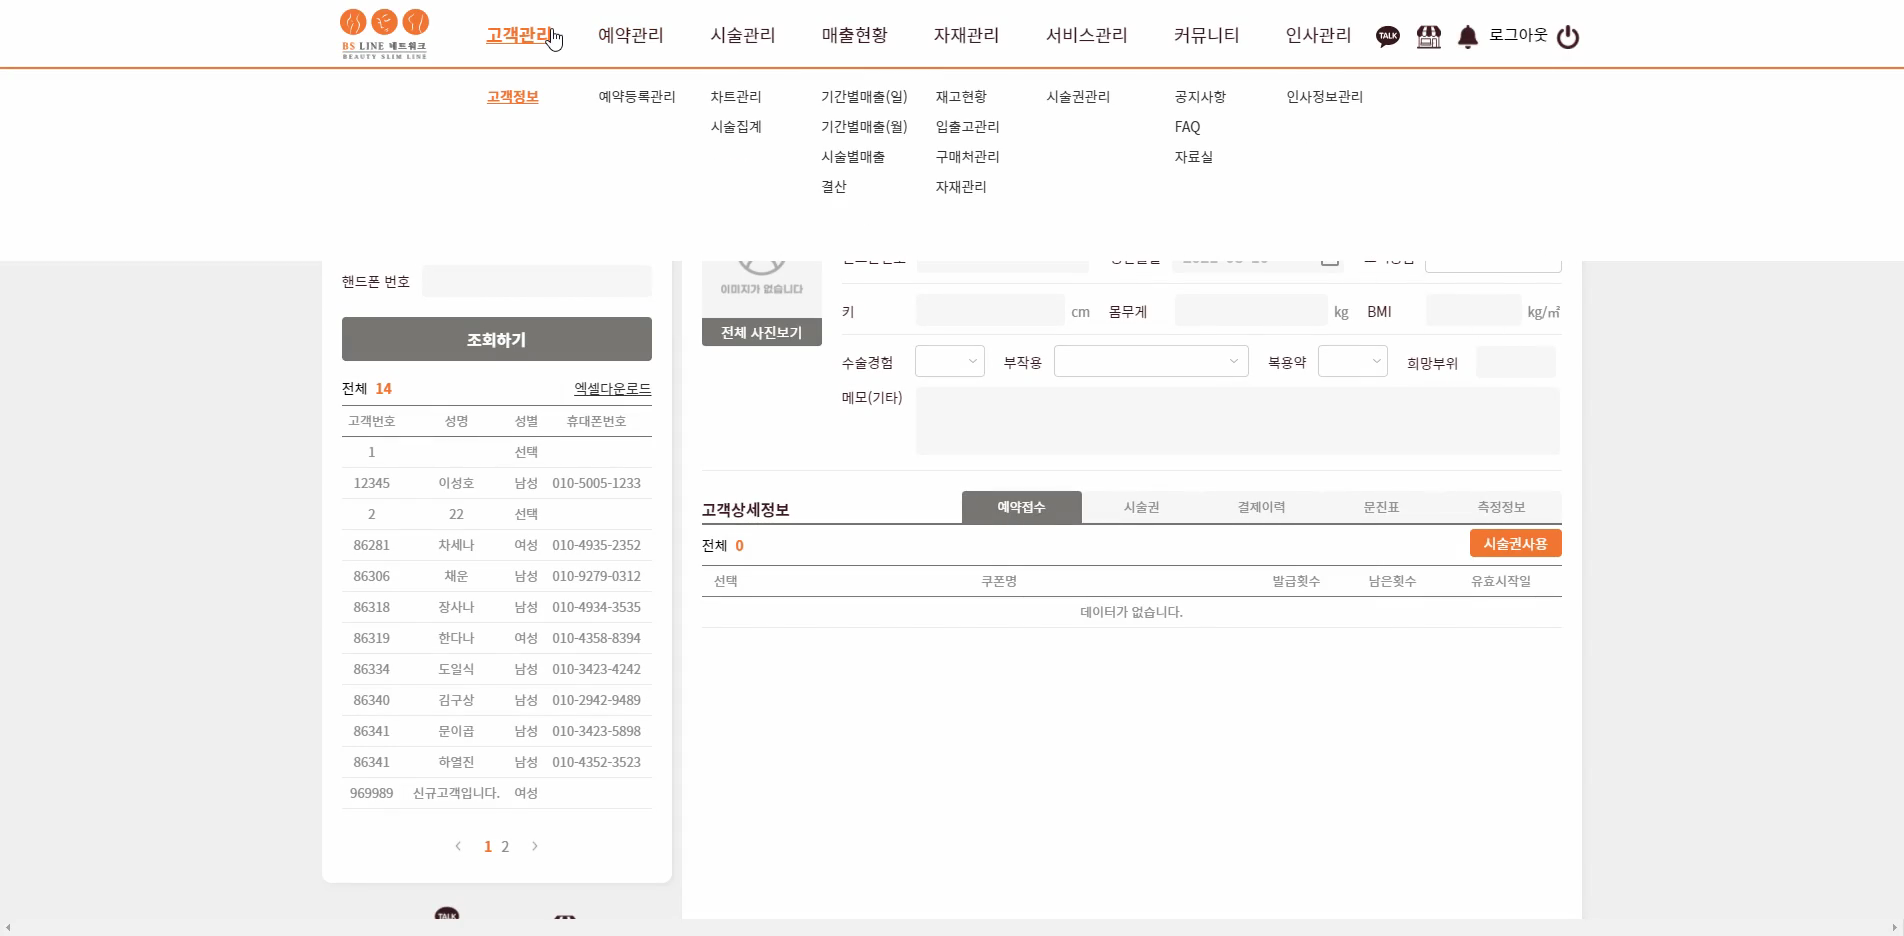 BS LINE 네트워크
BEAUTY SLIM LINE
고객관리 예약관리 시술관리 매출현황 자재관리 서비스관리 커뮤니티 인사관리 TALK 로그아웃
고객정보 예약등록관리 차트관리 기간별매출(일) 재고현황 시술권관리 공지사항 인사정보관리
시술집계 기간별매출(월) 입출고관리 FAQ
시술별매출 구매처관리 자료실
결산 자재관리
핸드폰 번호
조회하기
전체 14 엑셀다운로드
고객번호 성명 성별 휴대폰번호
1 선택
12345 이성호 남성 010-5005-1233
2 22 선택
86281 차세나 여성 010-4935-2352
86306 채운 남성 010-9279-0312
86318 장사나 남성 010-4934-3535
86319 한다나 여성 010-4358-8394
86334 도일식 남성 010-3423-4242
86340 김구상 남성 010-2942-9489
86341 문이곱 남성 010-3423-5898
86341 하열진 남성 010-4352-3523
969989 신규고객입니다. 여성
1 2
TALK
이미지가 없습니다
전체 사진보기
키 cm 몸무게 kg BMI kg/㎡
수술경험 부작용 복용약 희망부위
메모(기타)
고객상세정보 예약접수 시술권 결제이력 문진표 측정정보
전체 0 시술권사용
선택 쿠폰명 발급횟수 남은횟수 유효시작일
데이터가 없습니다.